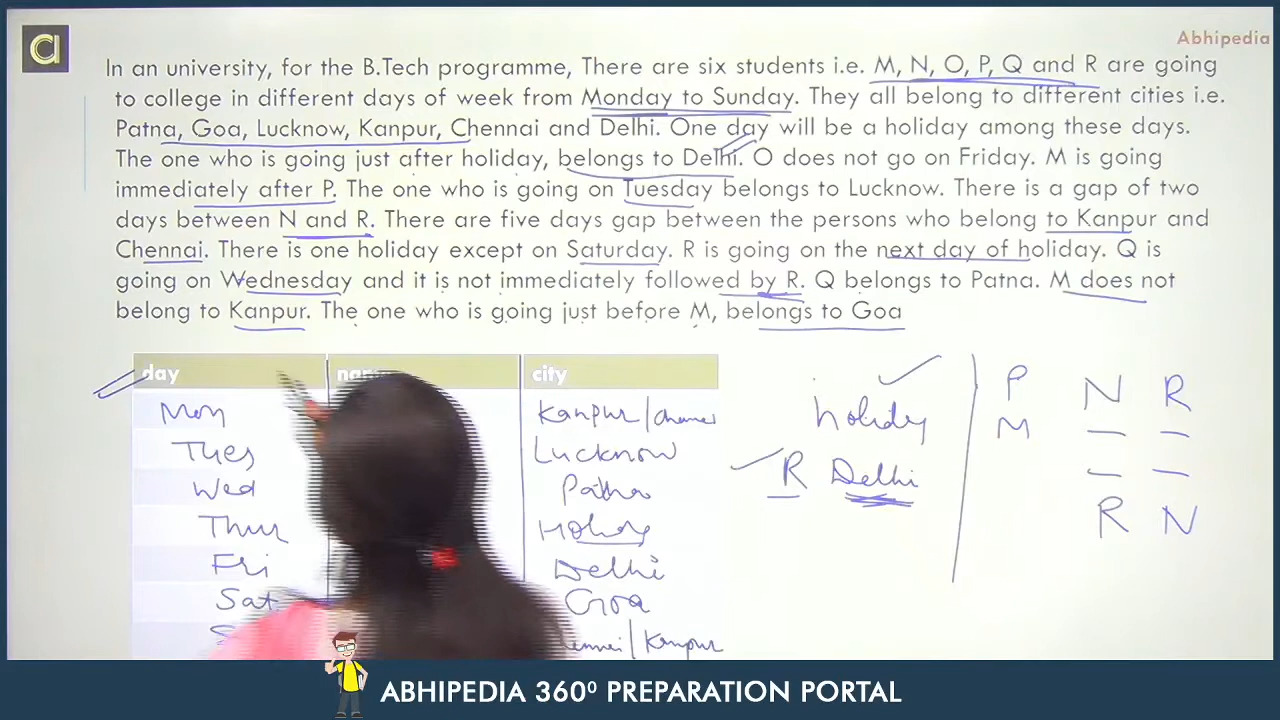 a
Abhipedia
In an university, for the B.Tech programme, There are six students i.e. M, N, O, P, Q and R are going
to college in different days of week from Monday to Sunday. They all belong to different cities i.e.
Patna, Goa, Lucknow, Kanpur, Chennai and Delhi. One day will be a holiday among these days.
The one who is going just after holiday, belongs to Delhi. O does not go on Friday. M is going
immediately after P. The one who is going on Tuesday belongs to Lucknow. There is a gap of two
days between N and R. There are five days gap between the persons who belong to Kanpur and
Chennai. There is one holiday except on Saturday. R is going on the next day of holiday. Q is
going on Wednesday and it is not immediately followed by R. Q belongs to Patna. M does not
belong to Kanpur. The one who is going just before M, belongs to Goa
day city
Mon Kanpur/
Tues Lucknow
Wed Patna
Thur
Fri Delhi
Sat Goa
/Kanpur
holiday
R Delhi
P N R
M
R N
ABHIPEDIA 360⁰ PREPARATION PORTAL